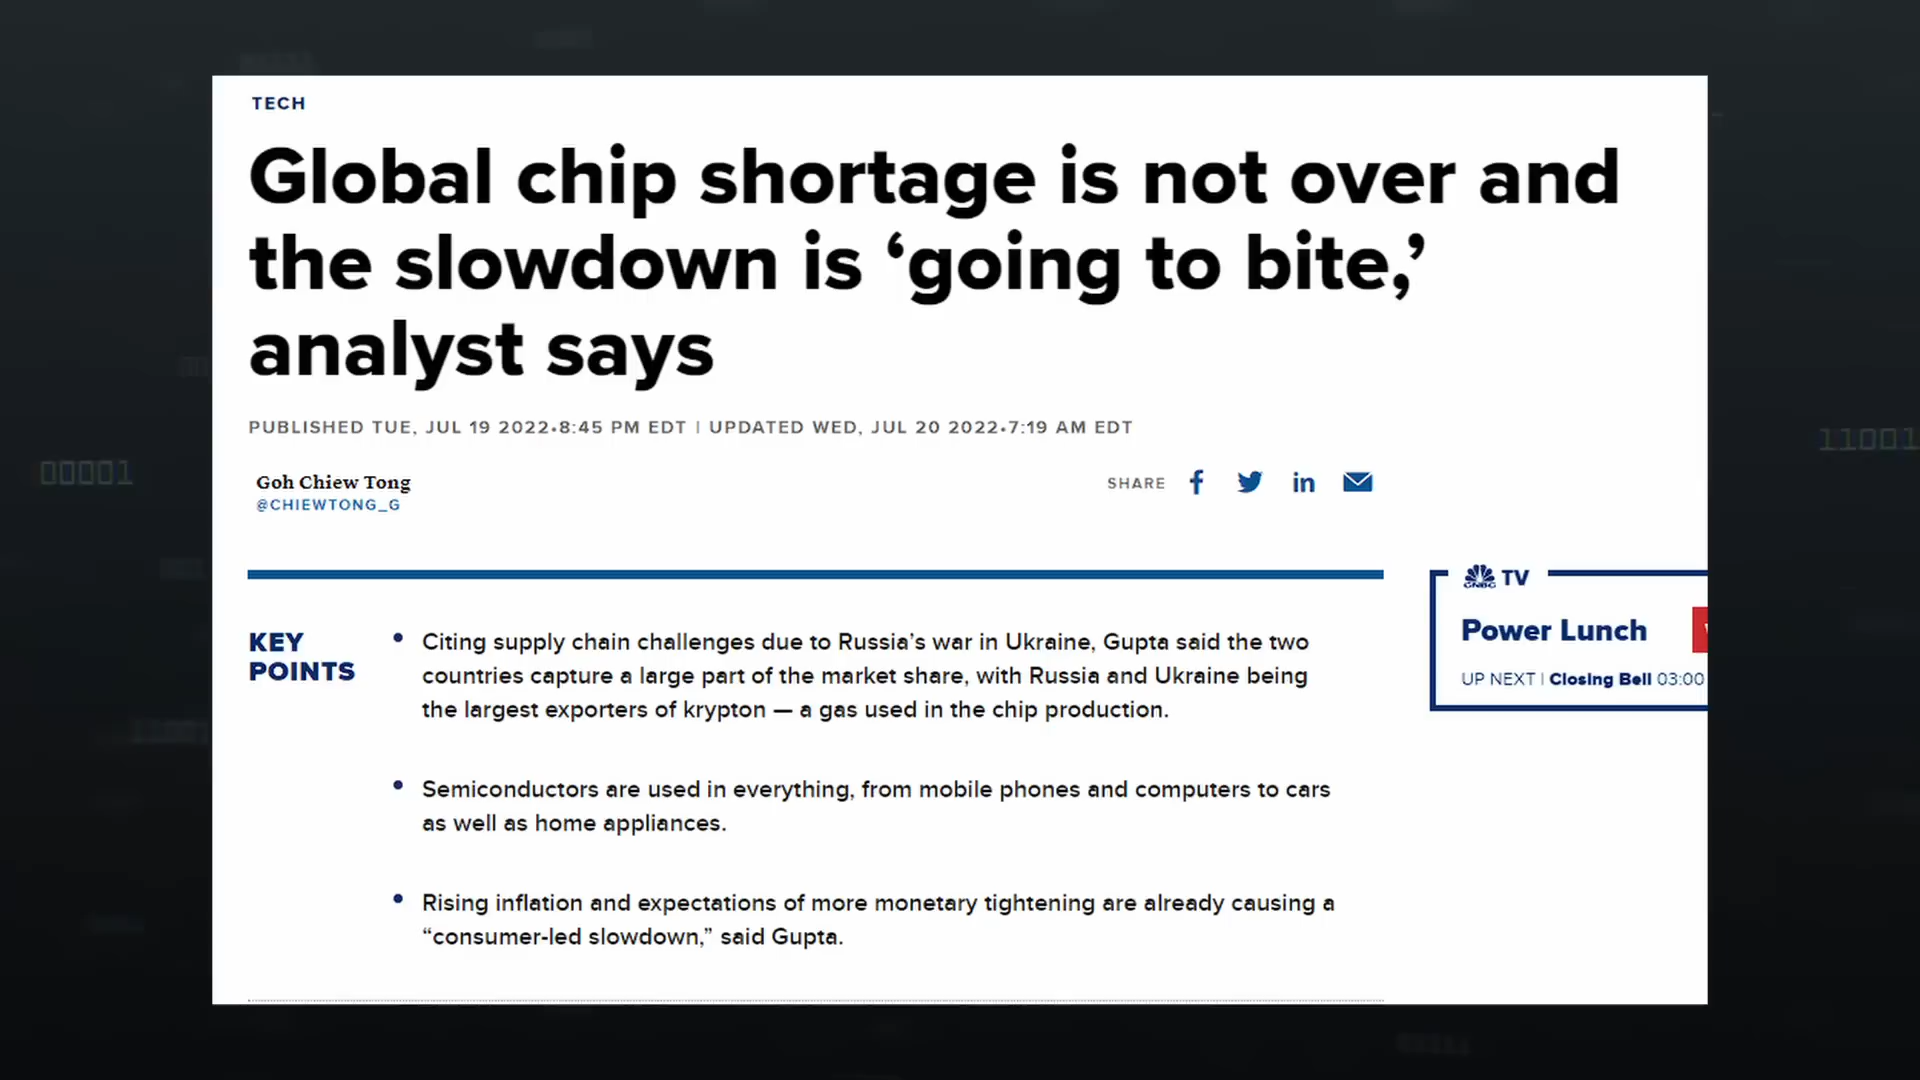 TECH
Global chip shortage is not over and
the slowdown is ‘going to bite,’
analyst says
PUBLISHED TUE, JUL 19 2022•8:45 PM EDT | UPDATED WED, JUL 20 2022•7:19 AM EDT
Goh Chiew Tong
@CHIEWTONG_G
SHARE
KEY
POINTS
• Citing supply chain challenges due to Russia’s war in Ukraine, Gupta said the two
countries capture a large part of the market share, with Russia and Ukraine being
the largest exporters of krypton — a gas used in the chip production.
• Semiconductors are used in everything, from mobile phones and computers to cars
as well as home appliances.
• Rising inflation and expectations of more monetary tightening are already causing a
“consumer-led slowdown,” said Gupta.
CNBC TV
Power Lunch
UP NEXT | Closing Bell 03:00
00001
11001